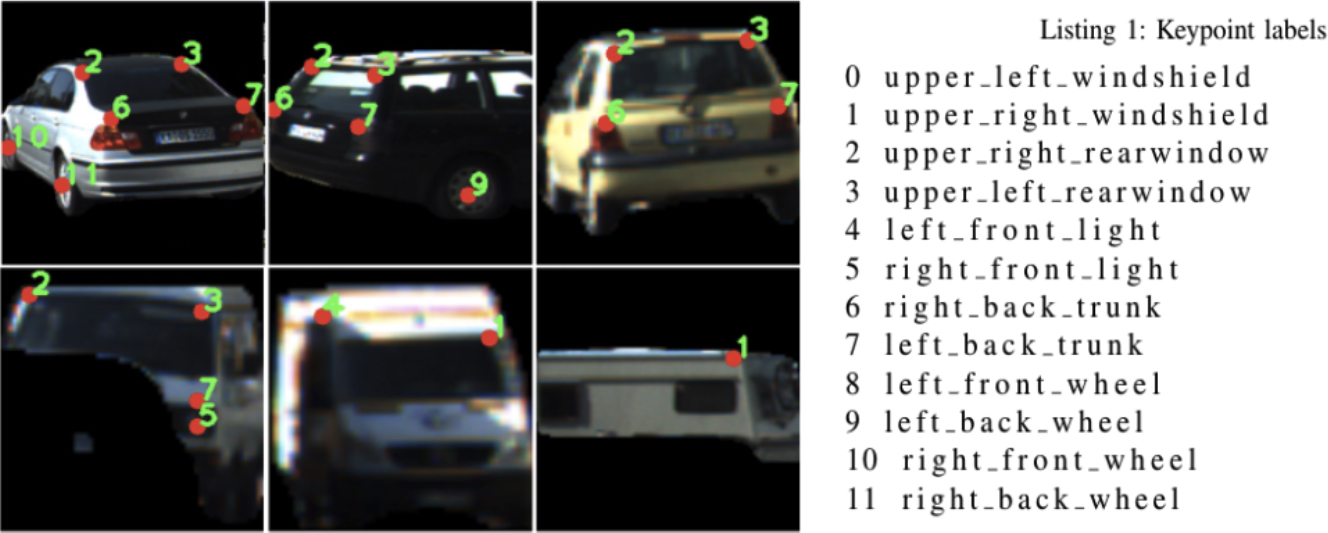 2 3 6 7 10 11
2 3 6 7 9
2 3 6 7
2 3 7 5
4 1
1
Listing 1: Keypoint labels
0 upper_left_windshield
1 upper_right_windshield
2 upper_right_rearwindow
3 upper_left_rearwindow
4 left_front_light
5 right_front_light
6 right_back_trunk
7 left_back_trunk
8 left_front_wheel
9 left_back_wheel
10 right_front_wheel
11 right_back_wheel